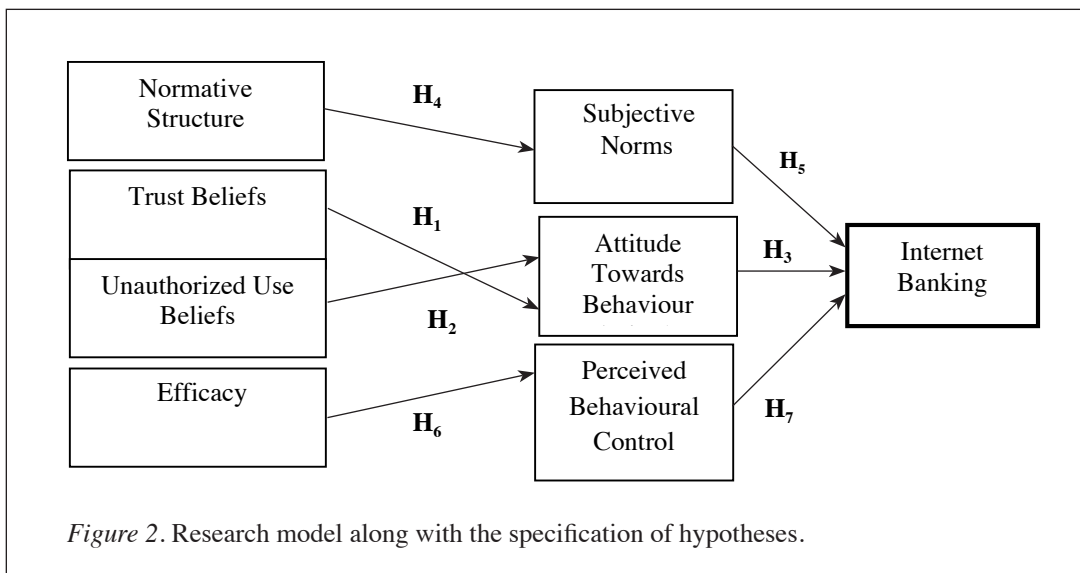 Normative
Structure
H4
Subjective
Norms
H5
Trust Beliefs
H1
Unauthorized Use
Beliefs
H2
Attitude
Towards
Behaviour
H3
Internet
Banking
Efficacy
H6
Perceived
Behavioural
Control
H7
Figure 2. Research model along with the specification of hypotheses.